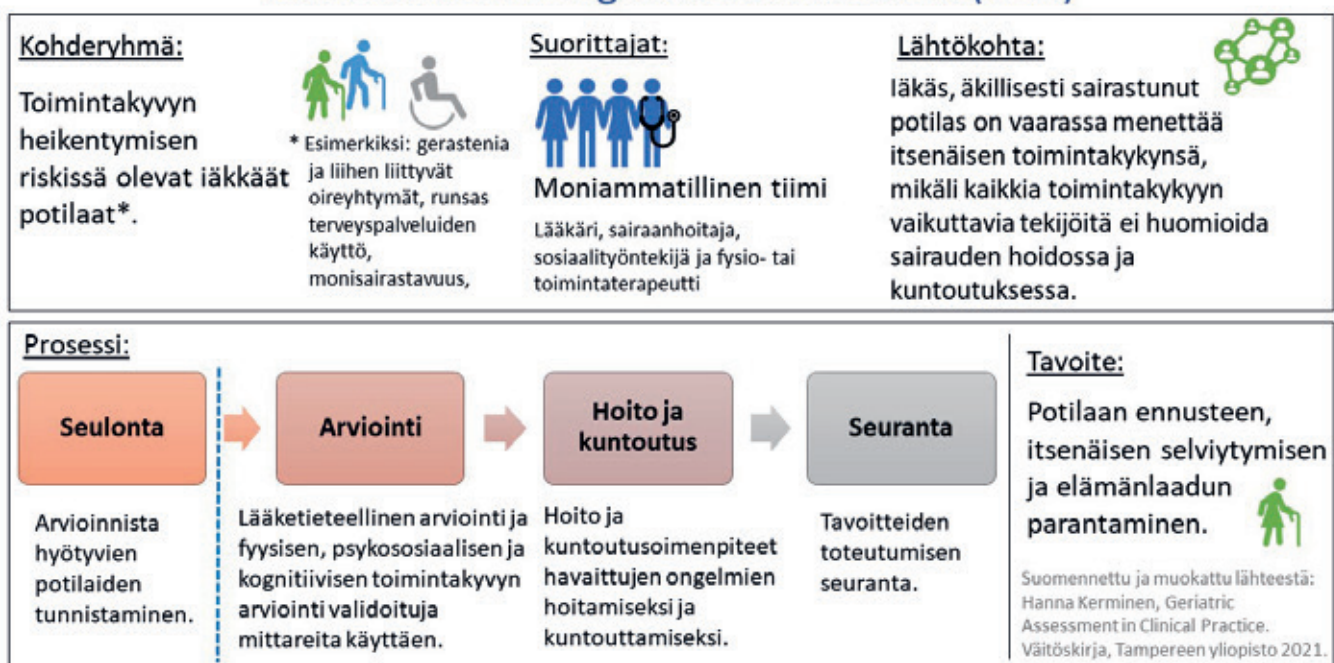 Kohderyhmä:
Toimintakyvyn
heikentymisen
riskissä olevat iäkkäät
potilaat*.
* Esimerkiksi: gerastenia
ja liihen liittyvät
oireyhtymät, runsas
terveyspalveluiden
käyttö,
monisairastavuus,
Suorittajat:
Moniammatillinen tiimi
Lääkäri, sairaanhoitaja,
sosiaalityöntekijä ja fysio- tai
toimintaterapeutti
Lähtökohta:
Iäkäs, äkillisesti sairastunut
potilas on vaarassa menettää
itsenäisen toimintakykynsä,
mikäli kaikkia toimintakykyyn
vaikuttavia tekijöitä ei huomioida
sairauden hoidossa ja
kuntoutuksessa.
Prosessi:
Seulonta
Arvioinnista
hyötyvien
potilaiden
tunnistaminen.
Arviointi
Lääketieteellinen arviointi ja
fyysisen, psykososiaalisen ja
kognitiivisen toimintakyvyn
arviointi validoituja
mittareita käyttäen.
Hoito ja
kuntoutus
Hoito ja
kuntoutusoimenpiteet
havaittujen ongelmien
hoitamiseksi ja
kuntouttamiseksi.
Seuranta
Tavoitteiden
toteutumisen
seuranta.
Tavoite:
Potilaan ennusteen,
itsenäisen selviytymisen
ja elämänlaadun
parantaminen.
Suomennettu ja muokattu lähteestä:
Hanna Kerminen, Geriatric
Assessment in Clinical Practice.
Väitöskirja, Tampereen yliopisto 2021.